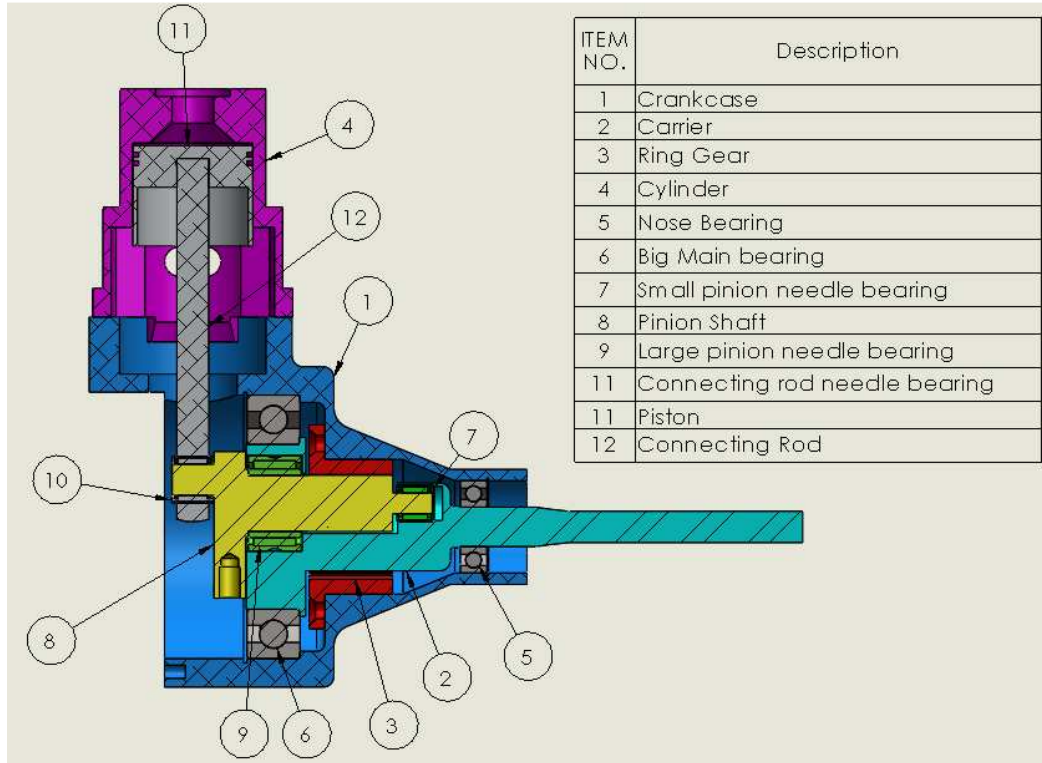 ITEM NO. Description
1 Crankcase
2 Carrier
3 Ring Gear
4 Cylinder
5 Nose Bearing
6 Big Main bearing
7 Small pinion needle bearing
8 Pinion Shaft
9 Large pinion needle bearing
11 Connecting rod needle bearing
11 Piston
12 Connecting Rod
11
4
12
1
7
10
8
9
6
3
2
5